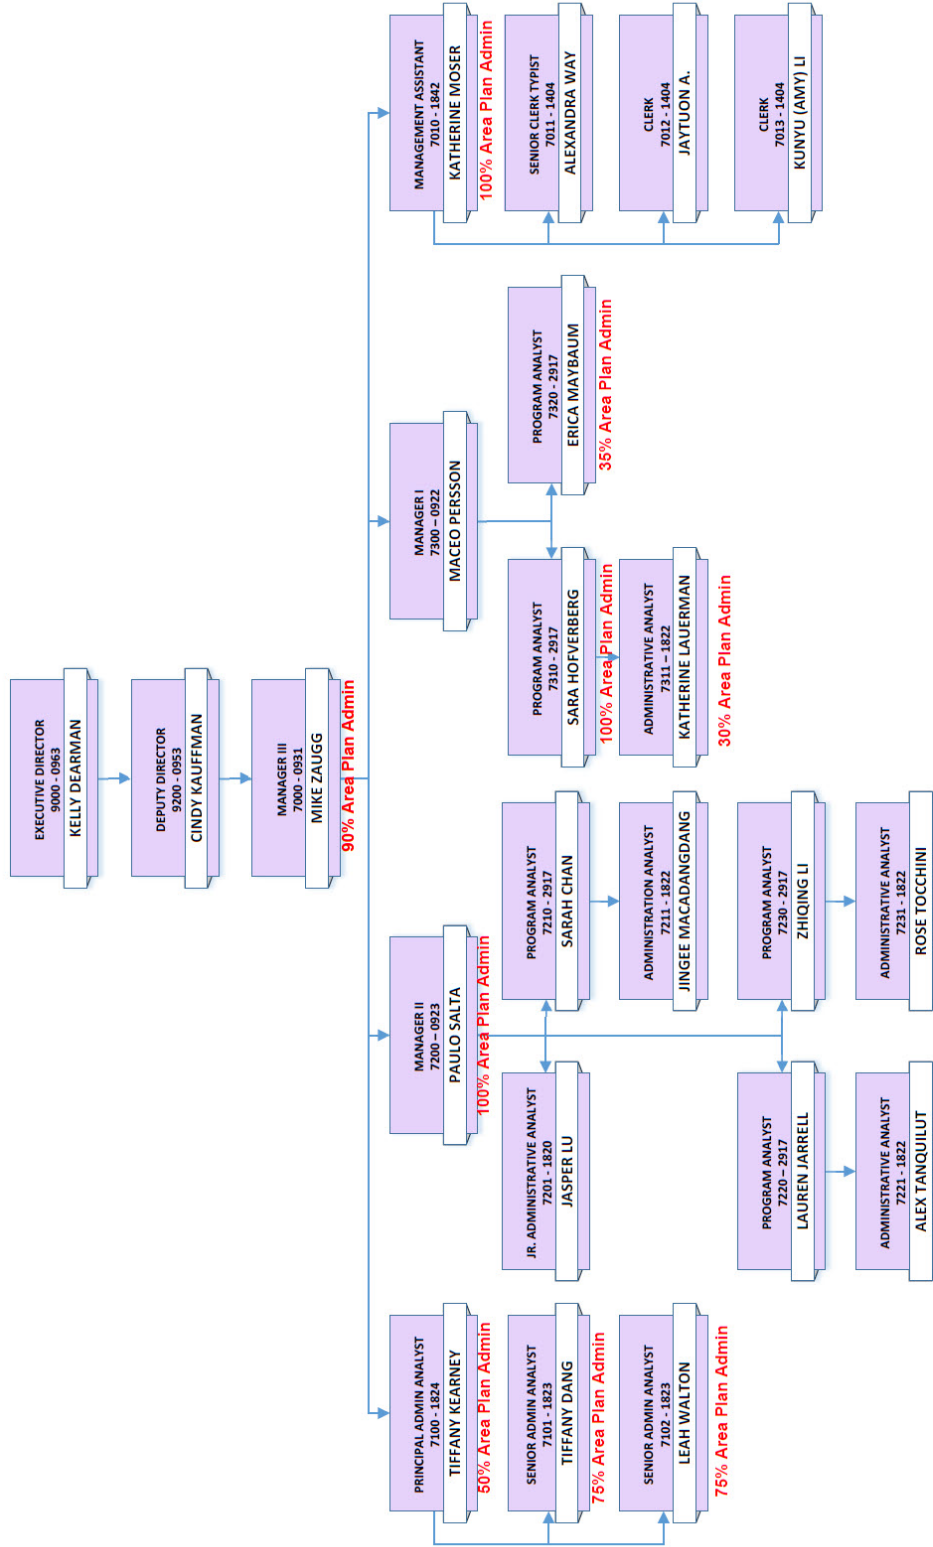 EXECUTIVE DIRECTOR
9000 - 0963
KELLY DEARMAN
DEPUTY DIRECTOR
9200 - 0953
CINDY KAUFFMAN
MANAGER III
7000 - 0931
MIKE ZAUGG
90% Area Plan Admin
PRINCIPAL ADMIN ANALYST
7100 - 1824
TIFFANY KEARNEY
50% Area Plan Admin
SENIOR ADMIN ANALYST
7101 - 1823
TIFFANY DANG
75% Area Plan Admin
SENIOR ADMIN ANALYST
7102 - 1823
LEAH WALTON
75% Area Plan Admin
MANAGER II
7200 – 0923
PAULO SALTA
100% Area Plan Admin
JR. ADMINISTRATIVE ANALYST
7201 - 1820
JASPER LU
PROGRAM ANALYST
7210 - 2917
SARAH CHAN
ADMINISTRATION ANALYST
7211 - 1822
JINGEE MACADANGDANG
PROGRAM ANALYST
7220 – 2917
LAUREN JARRELL
ADMINISTRATIVE ANALYST
7221 - 1822
ALEX TANQUILUT
PROGRAM ANALYST
7230 - 2917
ZHIQING LI
ADMINISTRATIVE ANALYST
7231 - 1822
ROSE TOCCHINI
MANAGER I
7300 – 0922
MACEO PERSSON
PROGRAM ANALYST
7310 - 2917
SARA HOFVERBERG
100% Area Plan Admin
ADMINISTRATIVE ANALYST
7311 – 1822
KATHERINE LAUERMAN
30% Area Plan Admin
PROGRAM ANALYST
7320 - 2917
ERICA MAYBAUM
35% Area Plan Admin
MANAGEMENT ASSISTANT
7010 - 1842
KATHERINE MOSER
100% Area Plan Admin
SENIOR CLERK TYPIST
7011 - 1404
ALEXANDRA WAY
CLERK
7012 - 1404
JAYTUON A.
CLERK
7013 - 1404
KUNYU (AMY) LI